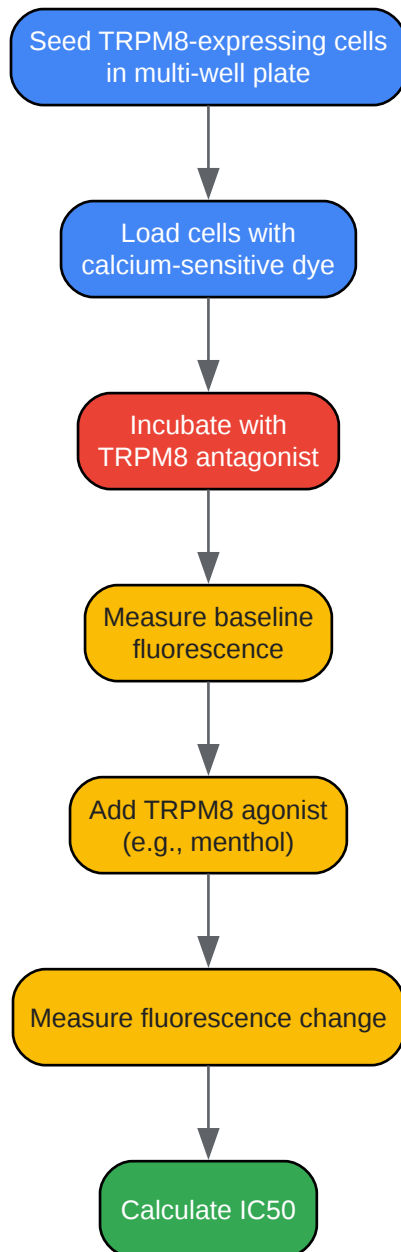 Seed TRPM8-expressing cells
in multi-well plate
Load cells with
calcium-sensitive dye
Incubate with
TRPM8 antagonist
Measure baseline
fluorescence
Add TRPM8 agonist
(e.g., menthol)
Measure fluorescence change
Calculate IC50